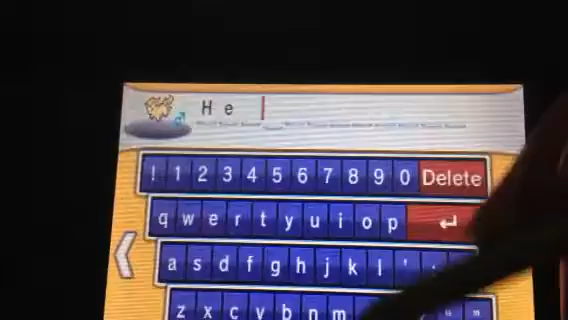 He
! 1 2 3 4 5 6 7 8 9 0 Delete
q w e r t y u i o p ↵
a s d f g h j k l '
z x c v b n m